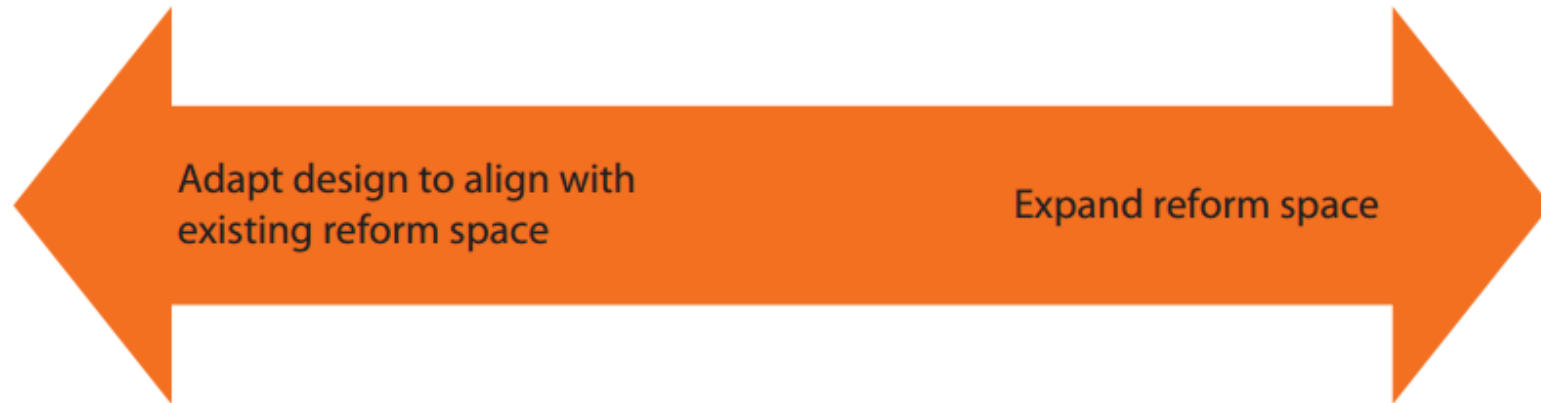 Adapt design to align with
existing reform space
Expand reform space